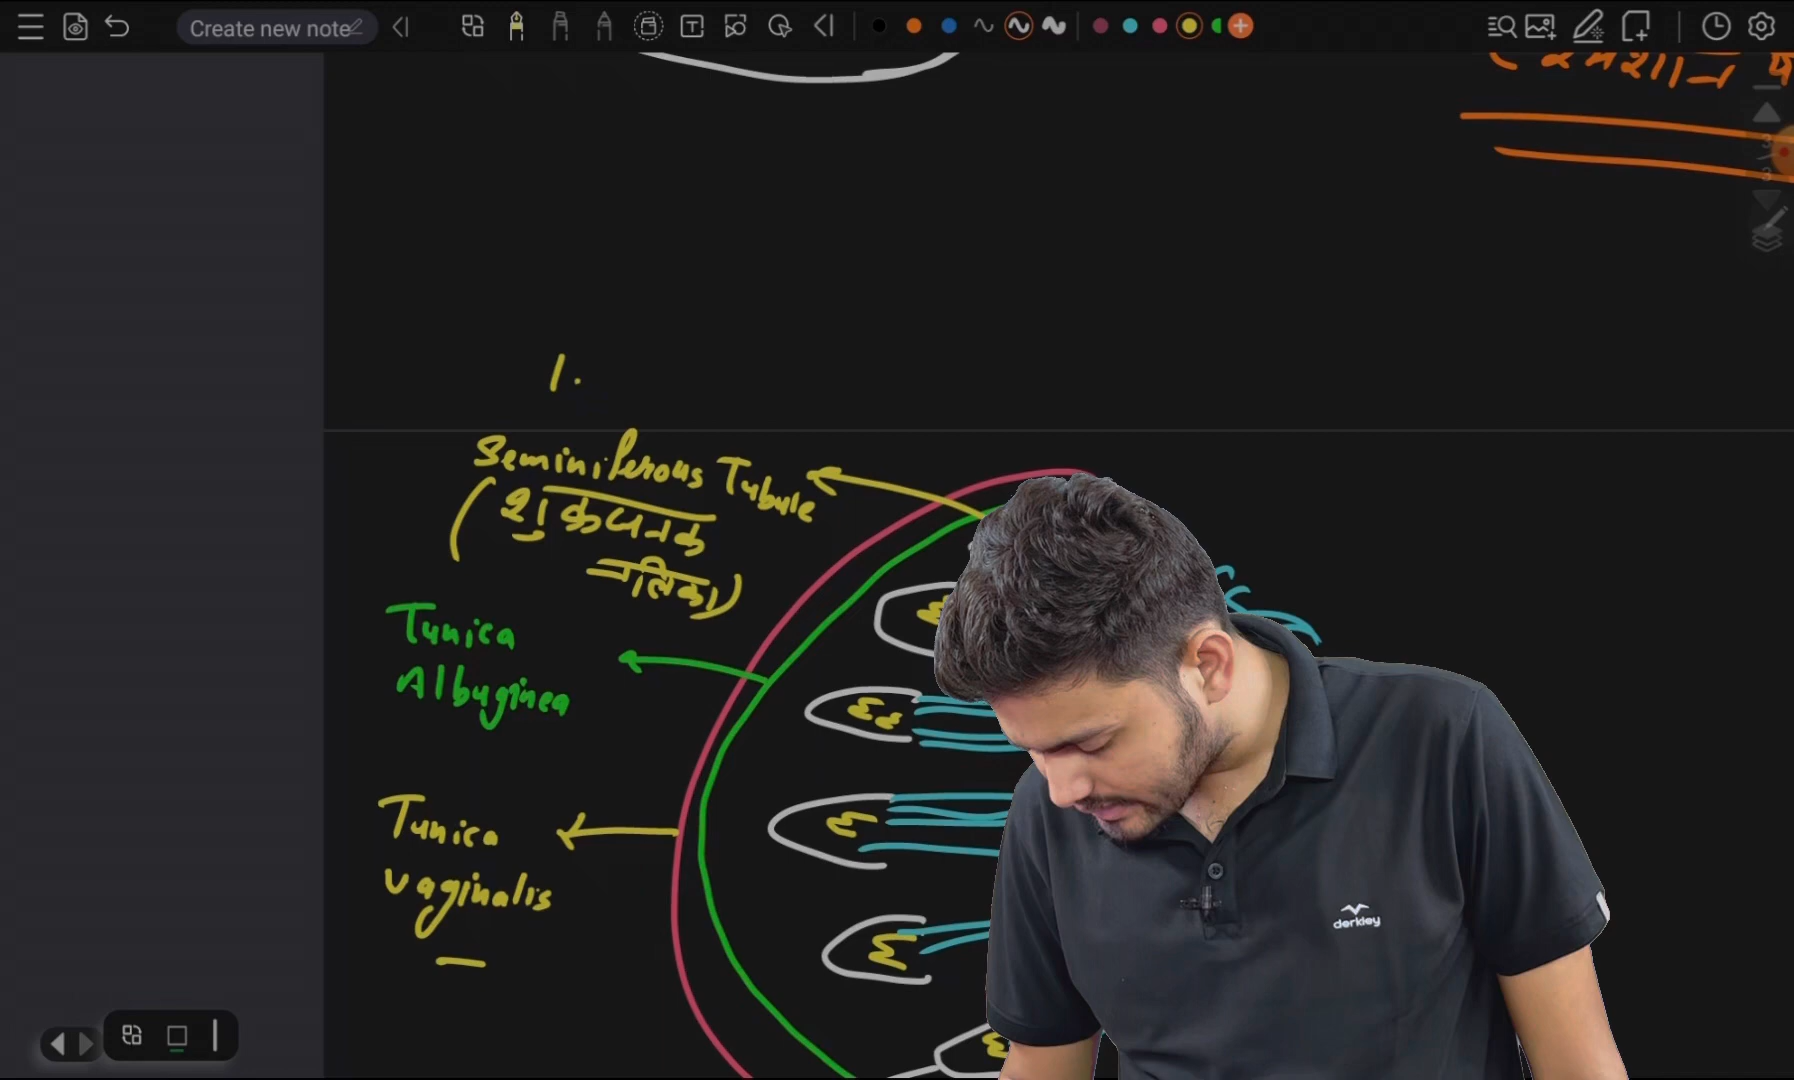 Create new note
1.
Seminiferous Tubule
(शुक्रजनक
नलिका)
Tunica
Albuginea
Tunica
vaginalis
derkley